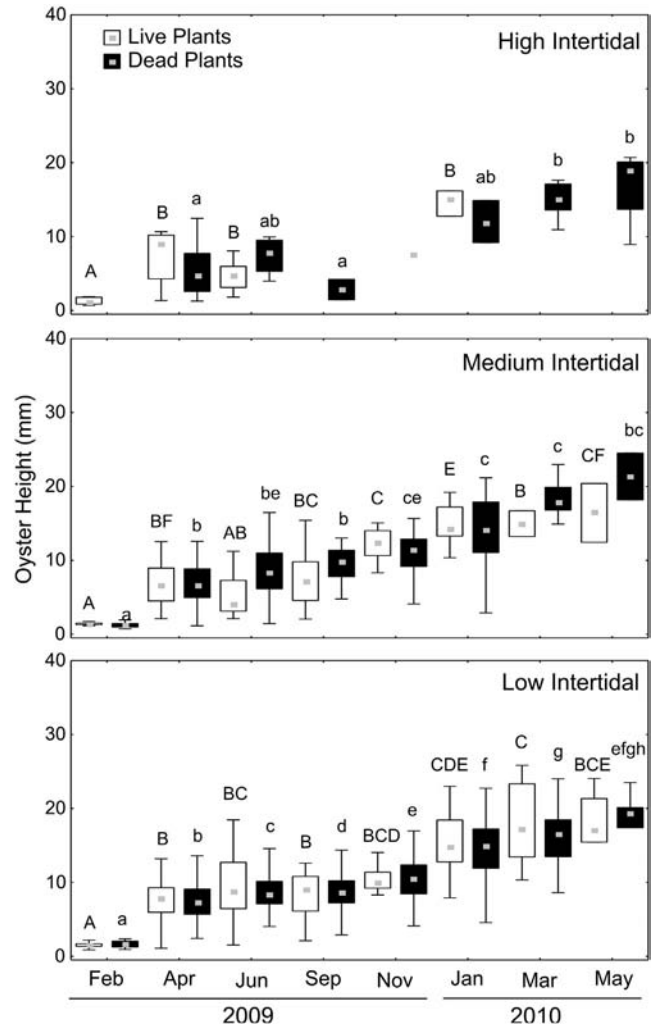 40
Live Plants
High Intertidal
Dead Plants
30
20
b
B ab b
B a
10
B ab
a
A
0
40
Medium Intertidal
30
bc
c CF
20
E c
B
be BC C
BF b AB b ce
10
A a
0
Oyster Height (mm)
40
Low Intertidal
30
C
CDE f g BCE efgh
20
BC
e
B b c B d BCD
10
A a
0
Feb Apr Jun Sep Nov Jan Mar May
2009 2010